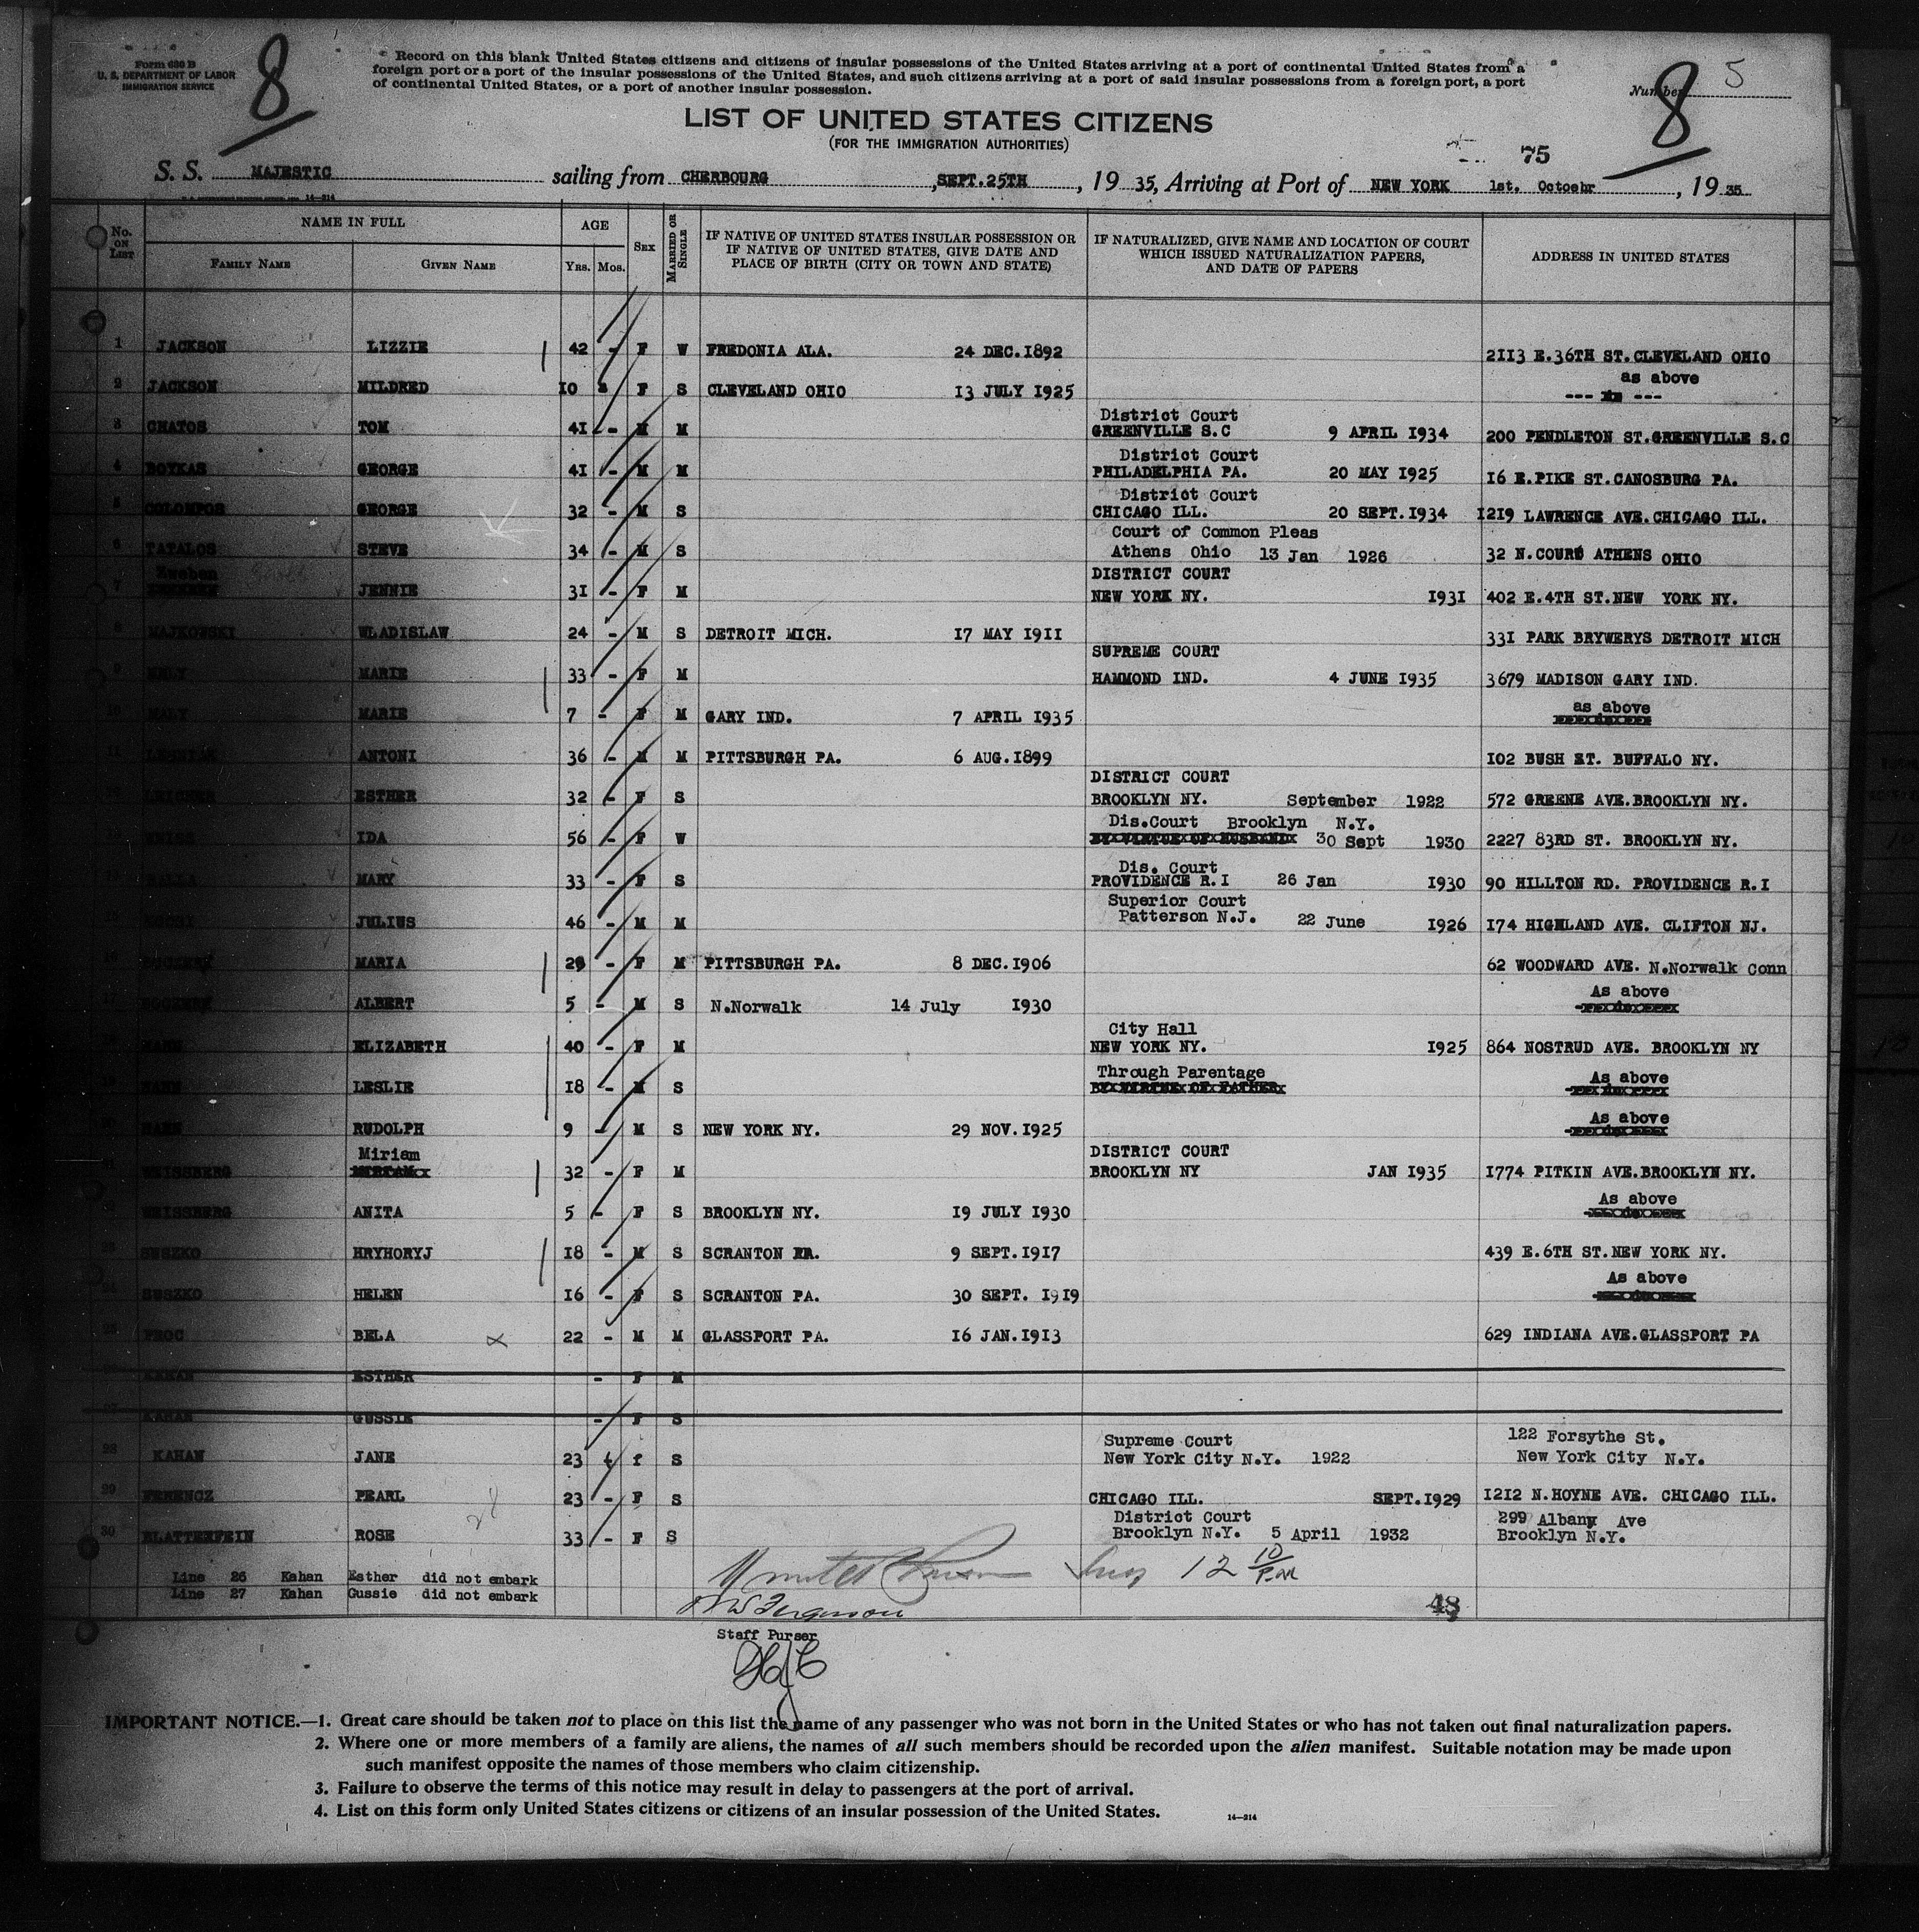 Form 630 B
U. S. DEPARTMENT OF LABOR
IMMIGRATION SERVICE
8
Record on this blank United States citizens and citizens of insular possessions of the United States arriving at a port of continental United States from a
foreign port or a port of the insular possessions of the United States, and such citizens arriving at a port of said insular possessions from a foreign port, a port
of continental United States, or a port of another insular possession.
Number 5
8
LIST OF UNITED STATES CITIZENS
(FOR THE IMMIGRATION AUTHORITIES)
75
S. S. MAJESTIC sailing from CHERBOURG ,SEPT.25TH , 19 35, Arriving at Port of NEW YORK 1st. Octoebr , 19 35
14—214
No. ON LIST NAME IN FULL AGE SEX MARRIED OR SINGLE IF NATIVE OF UNITED STATES INSULAR POSSESSION OR IF NATIVE OF UNITED STATES, GIVE DATE AND PLACE OF BIRTH (CITY OR TOWN AND STATE) IF NATURALIZED, GIVE NAME AND LOCATION OF COURT WHICH ISSUED NATURALIZATION PAPERS, AND DATE OF PAPERS ADDRESS IN UNITED STATES
FAMILY NAME GIVEN NAME YRS. MOS.
1 JACKSON LIZZIE 42 - F W FREDONIA ALA. 24 DEC.1892 2113 E.36TH ST.CLEVELAND OHIO
as above
2 JACKSON MILDRED 10 F S CLEVELAND OHIO 13 JULY 1925
District Court
3 CHATOS TOM 41 - M M GREENVILLE S.C 9 APRIL 1934 200 PENDLETON ST.GREENVILLE S.C
District Court
4 BOYKAS GEORGE 41 - M M PHILADELPHIA PA. 20 MAY 1925 16 E.PIKE ST.CANOSBURG PA.
District Court
5 COLOMPOS GEORGE 32 - M S CHICAGO ILL. 20 SEPT.1934 1219 LAWRENCE AVE.CHICAGO ILL.
Court of Common Pleas
6 TATALOS STEVE 34 - M S Athens Ohio 13 Jan 1926 32 N.COURT ATHENS OHIO
Zweben DISTRICT COURT
7 JENNIE 31 - F M NEW YORK NY. 1931 402 E.4TH ST.NEW YORK NY.
8 MAJKOWSKI WLADISLAW 24 - M S DETROIT MICH. 17 MAY 1911 331 PARK BRYWERYS DETROIT MICH
SUPREME COURT
9 MARIE 33 - F M HAMMOND IND. 4 JUNE 1935 3679 MADISON GARY IND.
as above
10 MARIE 7 - F M GARY IND. 7 APRIL 1935
11 ANTONI 36 - M M PITTSBURGH PA. 6 AUG.1899 102 BUSH ST. BUFFALO NY.
DISTRICT COURT
ESTHER 32 - F S BROOKLYN NY. September 1922 572 GREENE AVE.BROOKLYN NY.
Dis.Court Brooklyn N.Y.
IDA 56 - F W BY VIRTUE OF HUSBAND 30 Sept 1930 2227 83RD ST. BROOKLYN NY.
Dis. Court
MARY 33 - F S PROVIDENCE R.I 26 Jan 1930 90 HILLTON RD. PROVIDENCE R.I
Superior Court
JULIUS 46 - M M Patterson N.J. 22 June 1926 174 HIGHLAND AVE. CLIFTON NJ.
MARIA 28 - F M PITTSBURGH PA. 8 DEC.1906 62 WOODWARD AVE. N.Norwalk Conn
As above
ALBERT 5 - M S N.Norwalk 14 July 1930
City Hall
ELIZABETH 40 - F M NEW YORK NY. 1925 864 NOSTRUD AVE. BROOKLYN NY
Through Parentage As above
LESLIE 18 - M S BY VIRTUE OF FATHER
As above
RUDOLPH 9 - M S NEW YORK NY. 29 NOV.1925
Miriam DISTRICT COURT
WEISSBERG MIRIAM 32 - F M BROOKLYN NY JAN 1935 1774 PITKIN AVE.BROOKLYN NY.
As above
WEISSBERG ANITA 5 - F S BROOKLYN NY. 19 JULY 1930
23 SUSZKO HRYHORYJ 18 - M S SCRANTON PA. 9 SEPT.1917 439 E.6TH ST.NEW YORK NY.
As above
SUSZKO HELEN 16 - F S SCRANTON PA. 30 SEPT. 1919
25 PROC BELA 22 - M M GLASSPORT PA. 16 JAN.1913 629 INDIANA AVE.GLASSPORT PA
KAHAN ESTHER - F M
27 KAHAN GUSSIE - F S
Supreme Court 122 Forsythe St.
28 KAHAN JANE 23 f S New York City N.Y. 1922 New York City N.Y.
29 FERENCZ PEARL 23 - F S CHICAGO ILL. SEPT.1929 1212 N.HOYNE AVE. CHICAGO ILL.
District Court 299 Albany Ave
30 BLATTERFEIN ROSE 33 - F S Brooklyn N.Y. 5 April 1932 Brooklyn N.Y.
Line 26 Kahan Esther did not embark
Line 27 Kahan Gussie did not embark
12 10 P.M
Ferguson
48
Staff Purser
IMPORTANT NOTICE.—1. Great care should be taken not to place on this list the name of any passenger who was not born in the United States or who has not taken out final naturalization papers.
2. Where one or more members of a family are aliens, the names of all such members should be recorded upon the alien manifest. Suitable notation may be made upon
such manifest opposite the names of those members who claim citizenship.
3. Failure to observe the terms of this notice may result in delay to passengers at the port of arrival.
4. List on this form only United States citizens or citizens of an insular possession of the United States.
14—214